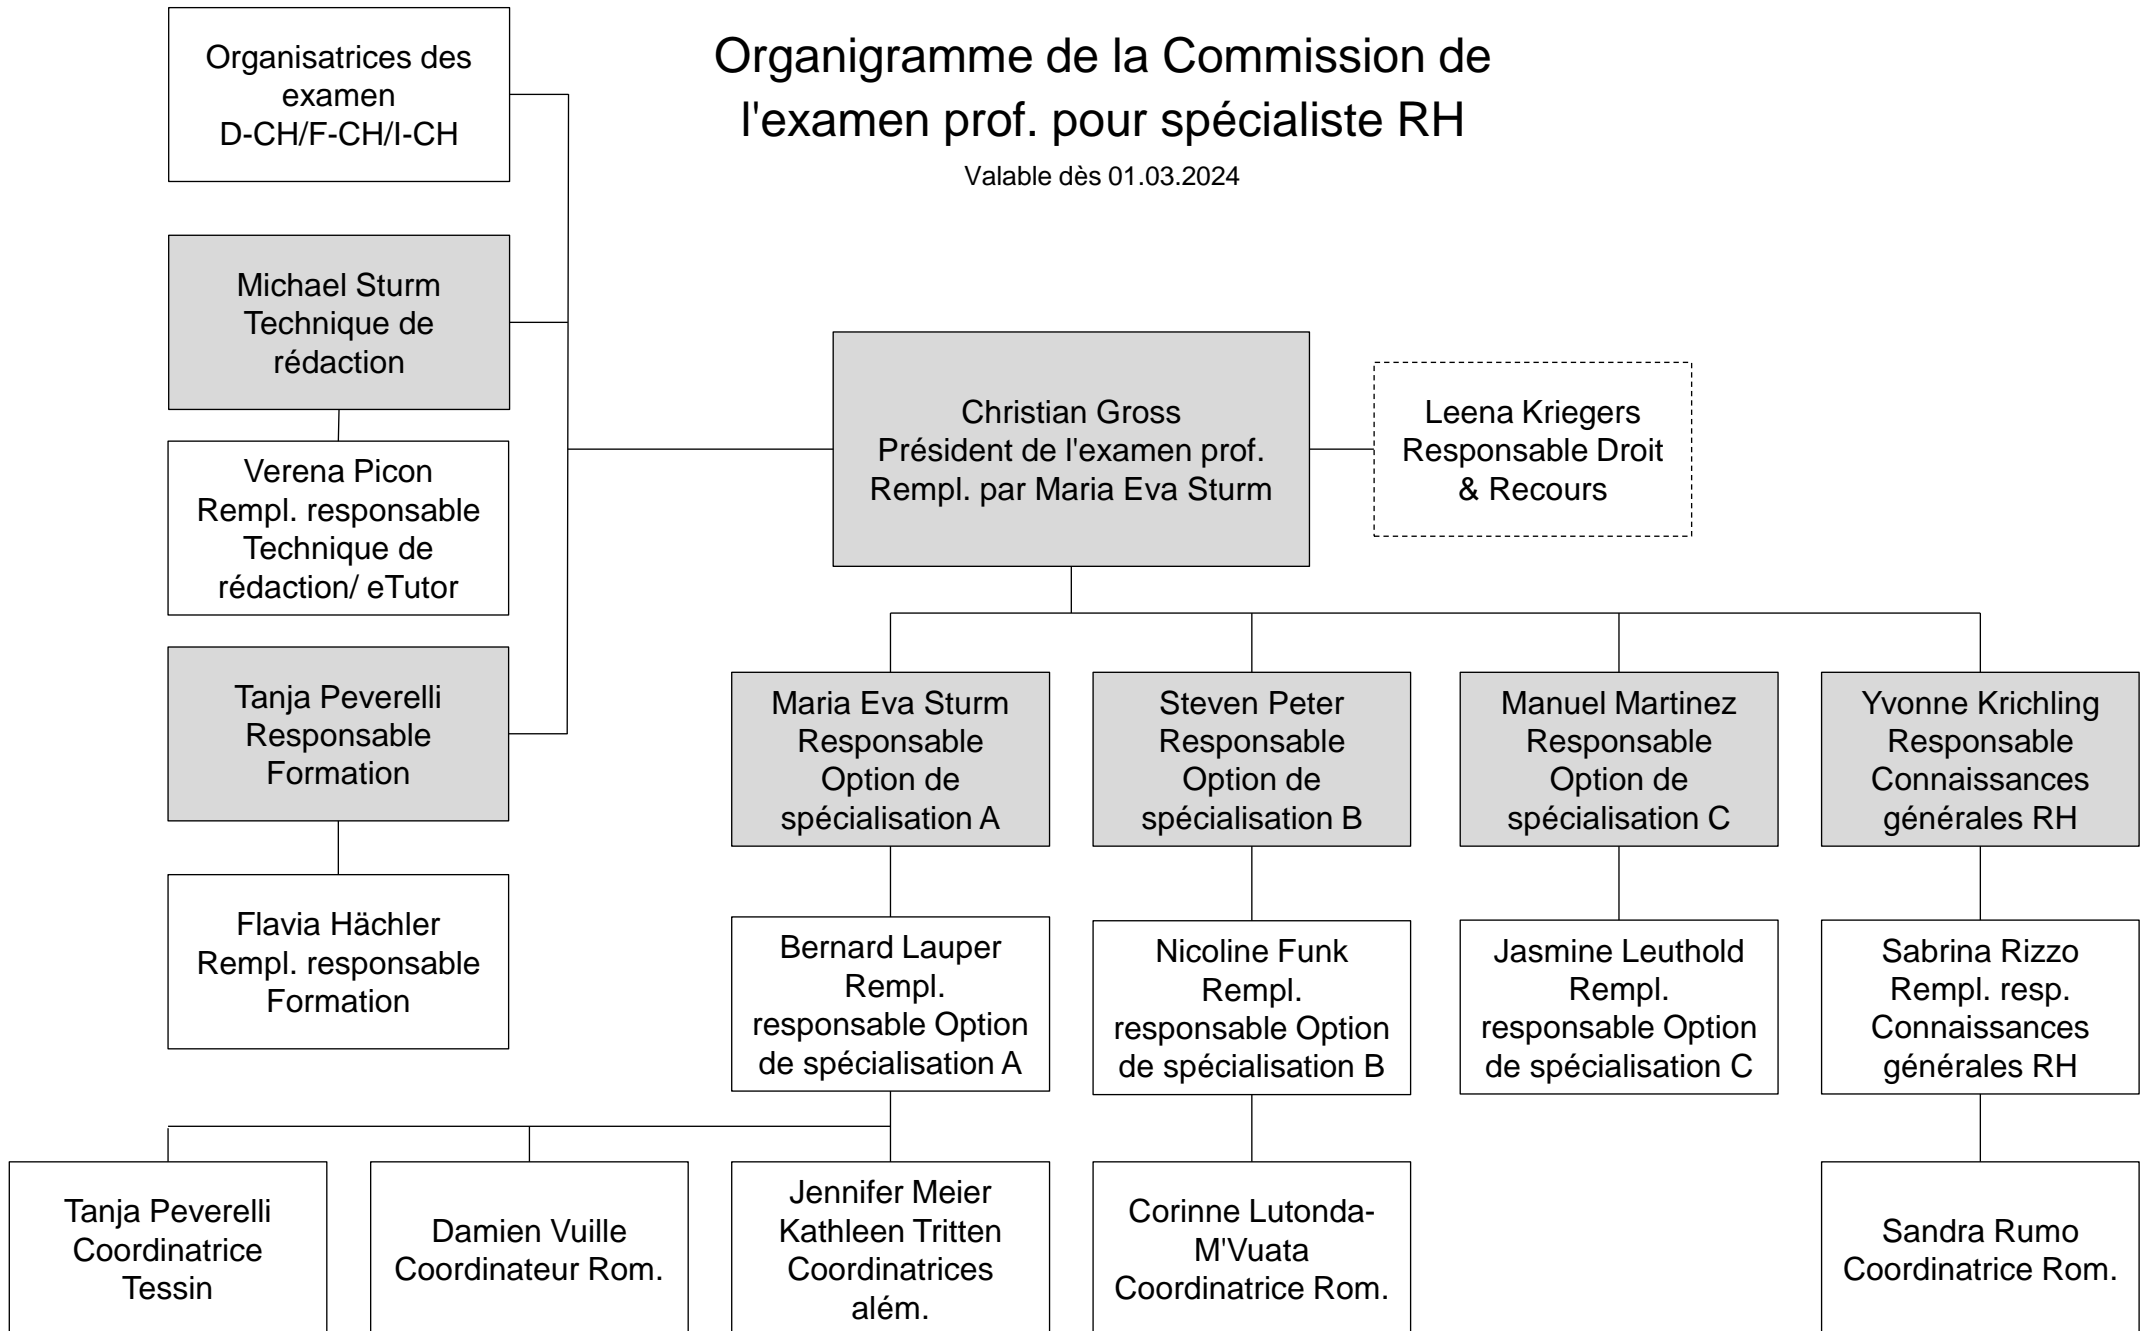 Organigramme de la Commission de
l'examen prof. pour spécialiste RH
Valable dès 01.03.2024
Organisatrices des
examen
D-CH/F-CH/I-CH
Michael Sturm
Technique de
rédaction
Verena Picon
Rempl. responsable
Technique de
rédaction/ eTutor
Tanja Peverelli
Responsable
Formation
Flavia Hächler
Rempl. responsable
Formation
Christian Gross
Président de l'examen prof.
Rempl. par Maria Eva Sturm
Leena Kriegers
Responsable Droit
& Recours
Maria Eva Sturm
Responsable
Option de
spécialisation A
Steven Peter
Responsable
Option de
spécialisation B
Manuel Martinez
Responsable
Option de
spécialisation C
Yvonne Krichling
Responsable
Connaissances
générales RH
Bernard Lauper
Rempl.
responsable Option
de spécialisation A
Nicoline Funk
Rempl.
responsable Option
de spécialisation B
Jasmine Leuthold
Rempl.
responsable Option
de spécialisation C
Sabrina Rizzo
Rempl. resp.
Connaissances
générales RH
Tanja Peverelli
Coordinatrice
Tessin
Damien Vuille
Coordinateur Rom.
Jennifer Meier
Kathleen Tritten
Coordinatrices
além.
Corinne Lutonda-
M'Vuata
Coordinatrice Rom.
Sandra Rumo
Coordinatrice Rom.